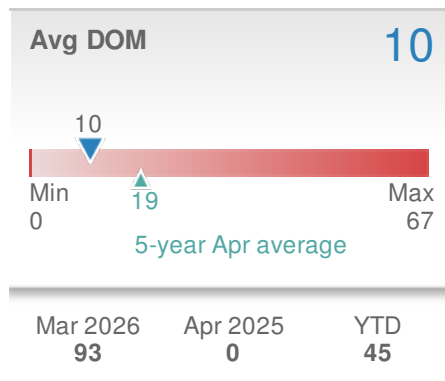 Avg DOM 10
10
Min Max
0 67
19
5-year Apr average
Mar 2026 Apr 2025 YTD
93 0 45